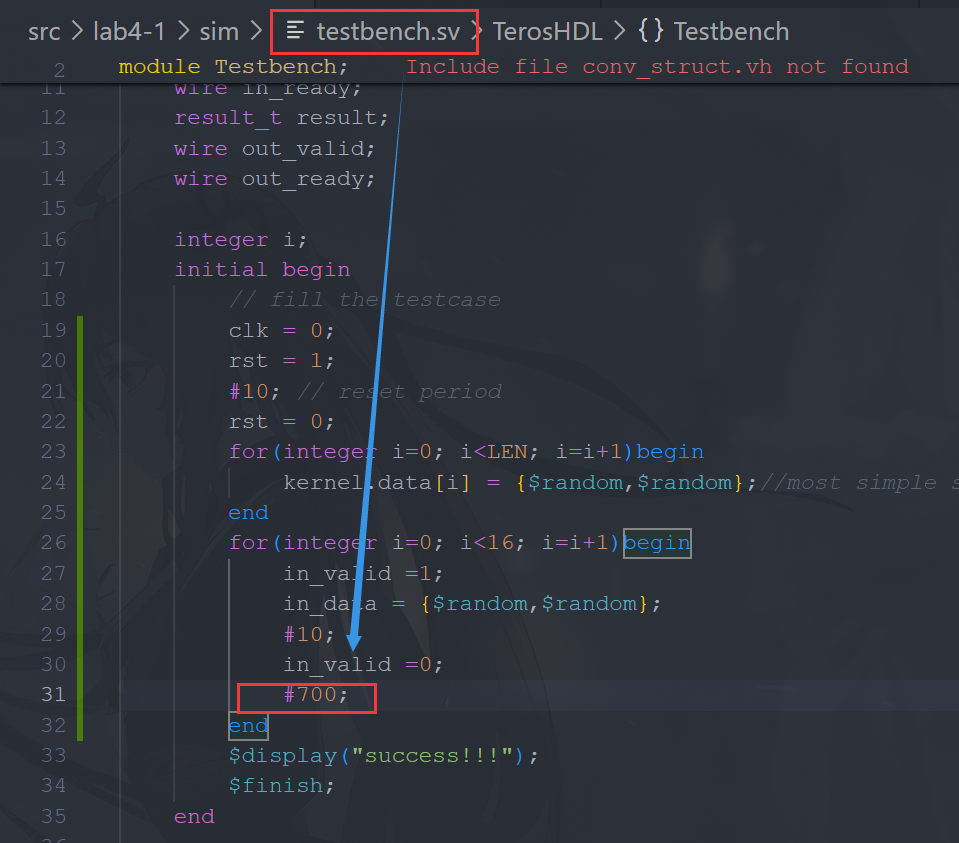 src > lab4-1 > sim > testbench.sv > TerosHDL > {} Testbench
2 module Testbench; Include file conv_struct.vh not found
11 wire in_ready;
12 result_t result;
13 wire out_valid;
14 wire out_ready;
15
16 integer i;
17 initial begin
18 // fill the testcase
19 clk = 0;
20 rst = 1;
21 #10; // reset period
22 rst = 0;
23 for(integer i=0; i<LEN; i=i+1)begin
24 kernel.data[i] = {$random,$random};//most simple s
25 end
26 for(integer i=0; i<16; i=i+1)begin
27 in_valid =1;
28 in_data = {$random,$random};
29 #10;
30 in_valid =0;
31 #700;
32 end
33 $display("success!!!");
34 $finish;
35 end